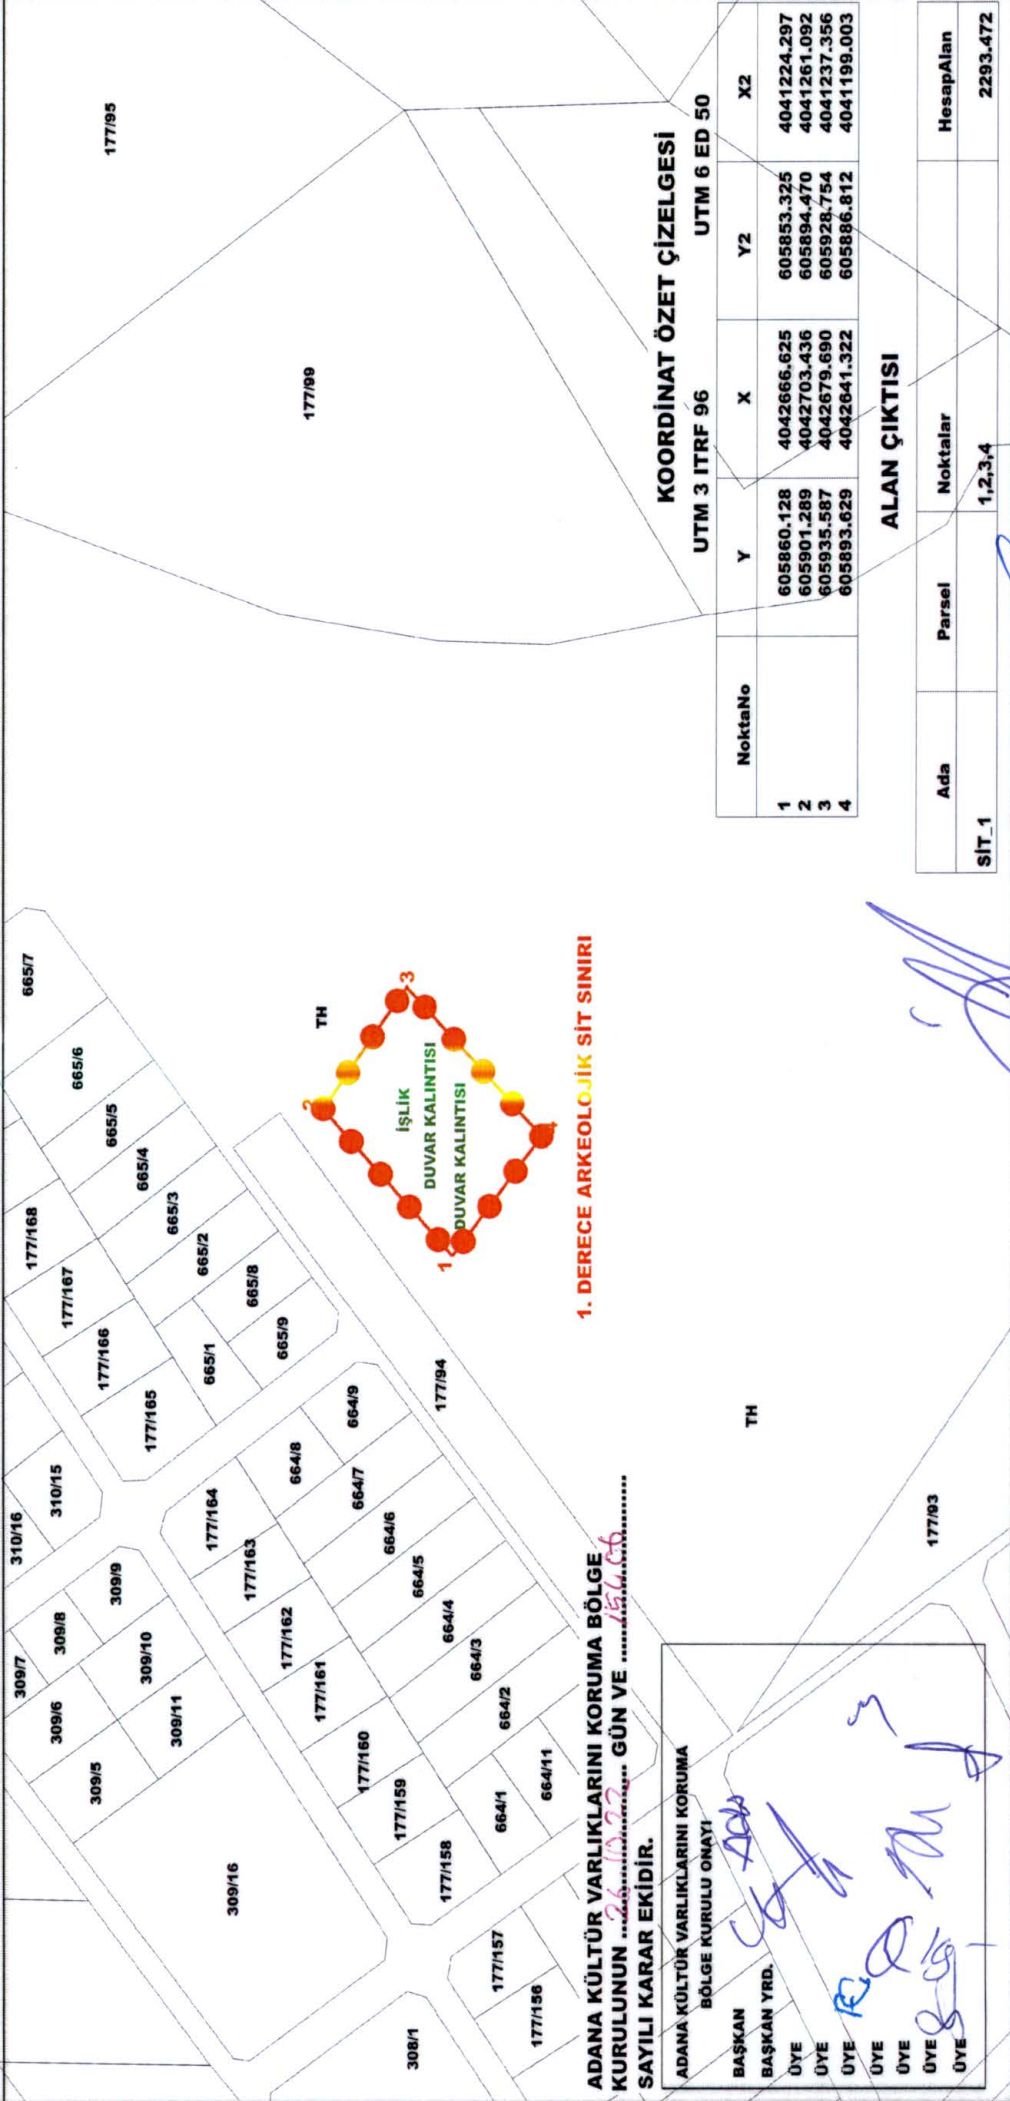 310/16
310/15
309/7
309/8
309/9
309/6
309/10
309/5
309/11
309/16
308/1
177/168
177/167
177/166
177/165
177/164
177/163
177/162
177/161
177/160
177/159
177/158
177/157
177/156
665/7
665/6
665/5
665/4
665/3
665/2
665/8
665/1
665/9
664/9
664/8
664/7
664/6
664/5
664/4
664/3
664/2
664/1
664/11
177/94
177/95
177/99
177/93
TH
TH
2
3
1
4
İŞLİK
DUVAR KALINTISI
DUVAR KALINTISI
1. DERECE ARKEOLOJİK SİT SINIRI
ADANA KÜLTÜR VARLIKLARINI KORUMA BÖLGE
KURULUNUN ...26.10.22... GÜN VE ............
SAYILI KARAR EKİDİR.
ADANA KÜLTÜR VARLIKLARINI KORUMA
BÖLGE KURULU ONAYI
BAŞKAN
BAŞKAN YRD.
ÜYE
ÜYE
ÜYE
ÜYE
ÜYE
ÜYE
ÜYE
KOORDİNAT ÖZET ÇİZELGESİ
UTM 3 ITRF 96 UTM 6 ED 50
NoktaNo Y X Y2 X2
1 605860.128 4042666.625 605853.325 4041224.297
2 605901.289 4042703.436 605894.470 4041261.092
3 605935.587 4042679.690 605928.754 4041237.356
4 605893.629 4042641.322 605886.812 4041199.003
ALAN ÇIKTISI
Ada Parsel Noktalar HesapAlan
SİT_1 1,2,3,4 2293.472